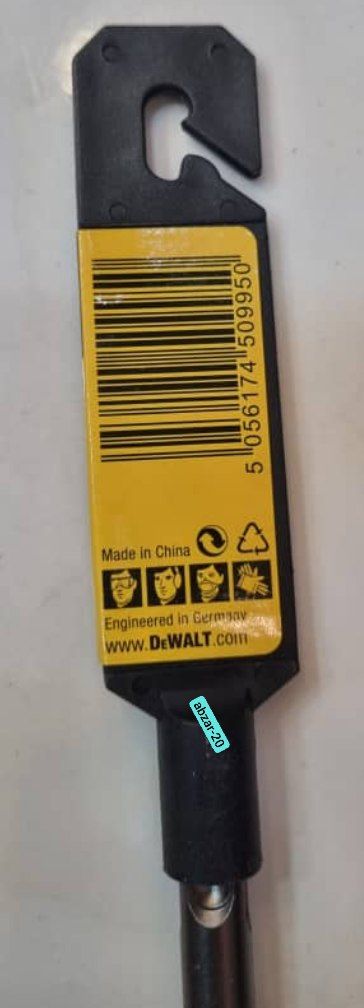 5 056174 509950
Made in China
Engineered in Germany
www.DEWALT.com
abzar-20